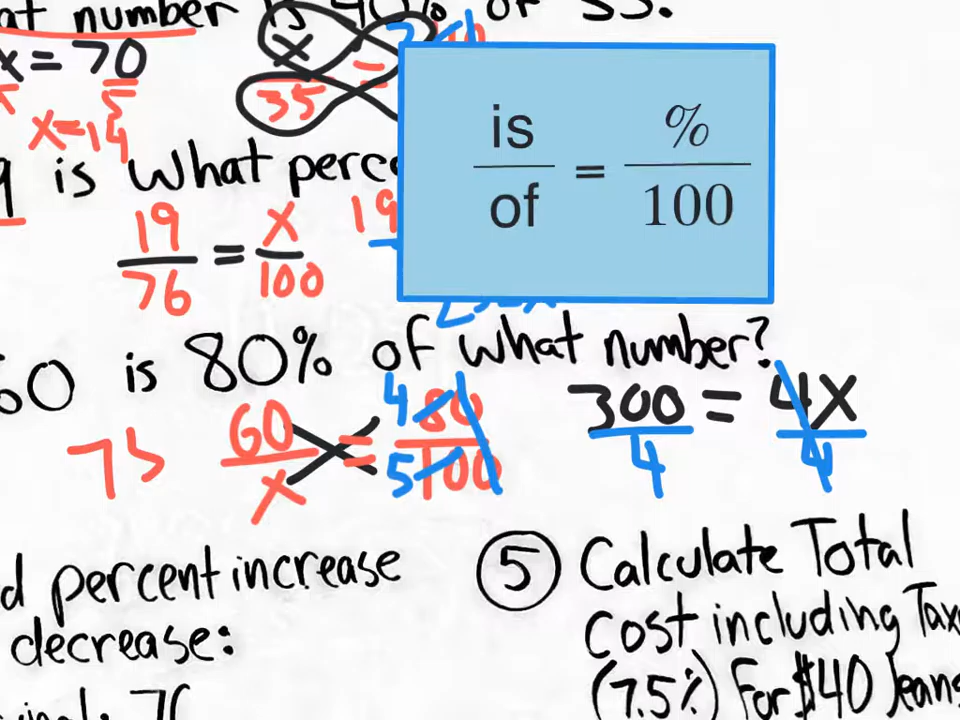 number is 40% of 35.
x = 70
x = 14
x
35
is
of
=
%
100
is what
19/76 = x/100
19
60 is 80% of what number?
75
60/x = 80/100
4
5
300 = 4x
4 4
percent increase
decrease:
5 Calculate Total
Cost including Tax
(7.5%) For $40 Jeans